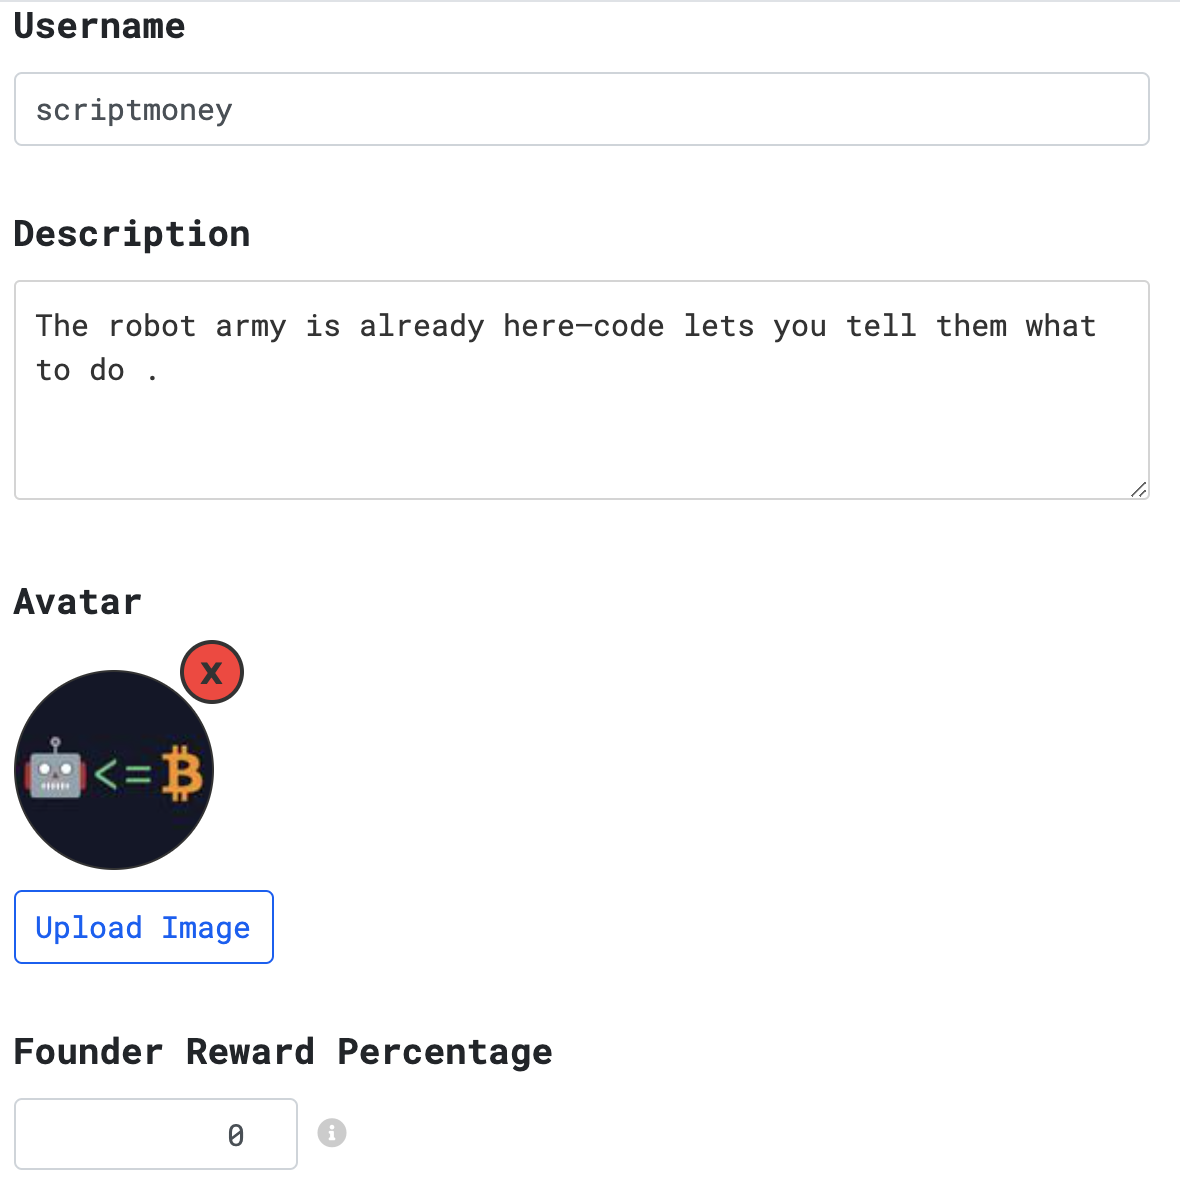 Username
scriptmoney
Description
The robot army is already here—code lets you tell them what
to do .
Avatar
x
<=₿
Upload Image
Founder Reward Percentage
0